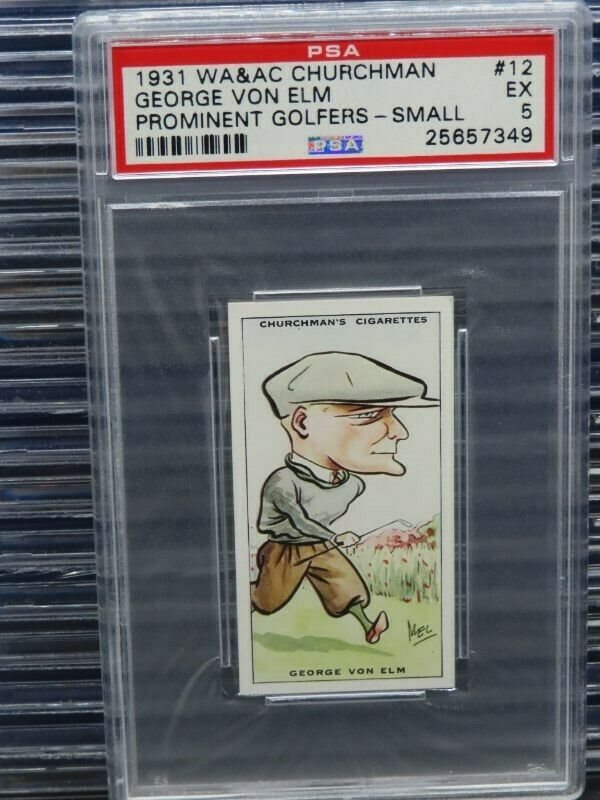 PSA
1931 WA&AC CHURCHMAN #12
GEORGE VON ELM EX
PROMINENT GOLFERS - SMALL 5
PSA 25657349
CHURCHMAN'S CIGARETTES
MEL
GEORGE VON ELM